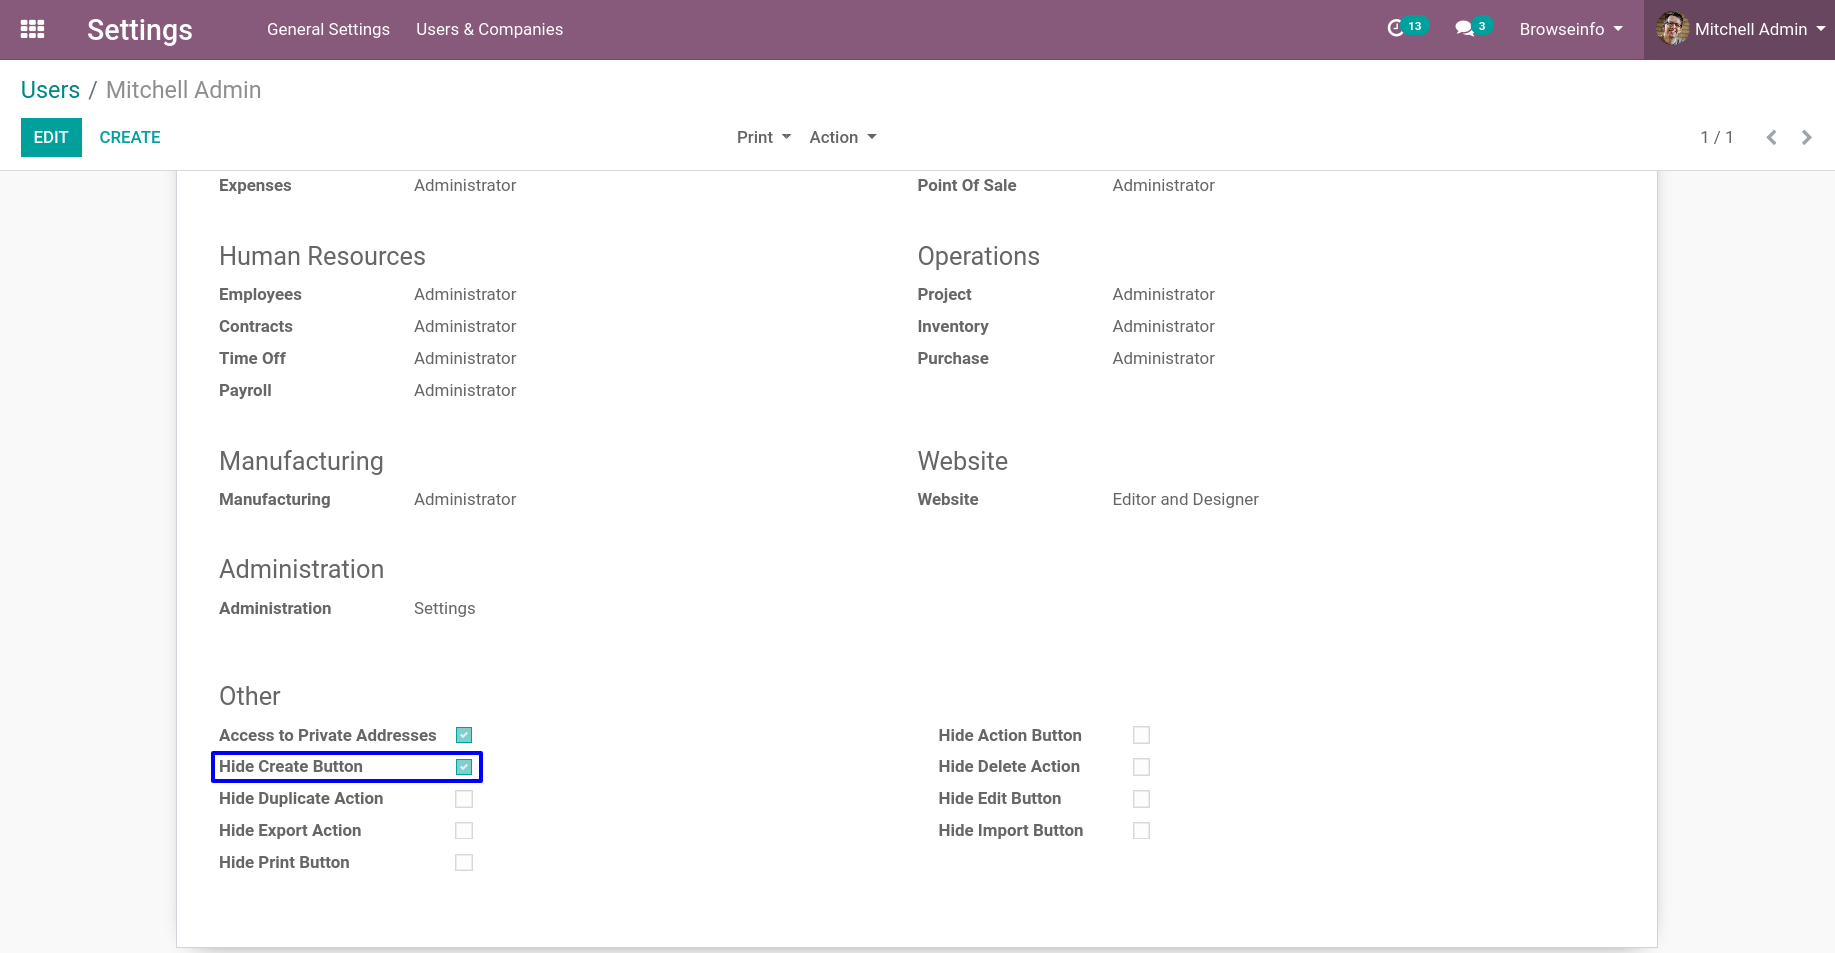 Settings General Settings Users & Companies 13 3 Browseinfo Mitchell Admin
Users / Mitchell Admin
EDIT CREATE Print Action 1 / 1
Expenses Administrator Point Of Sale Administrator
Human Resources Operations
Employees Administrator Project Administrator
Contracts Administrator Inventory Administrator
Time Off Administrator Purchase Administrator
Payroll Administrator
Manufacturing Website
Manufacturing Administrator Website Editor and Designer
Administration
Administration Settings
Other
Access to Private Addresses Hide Action Button
Hide Create Button Hide Delete Action
Hide Duplicate Action Hide Edit Button
Hide Export Action Hide Import Button
Hide Print Button